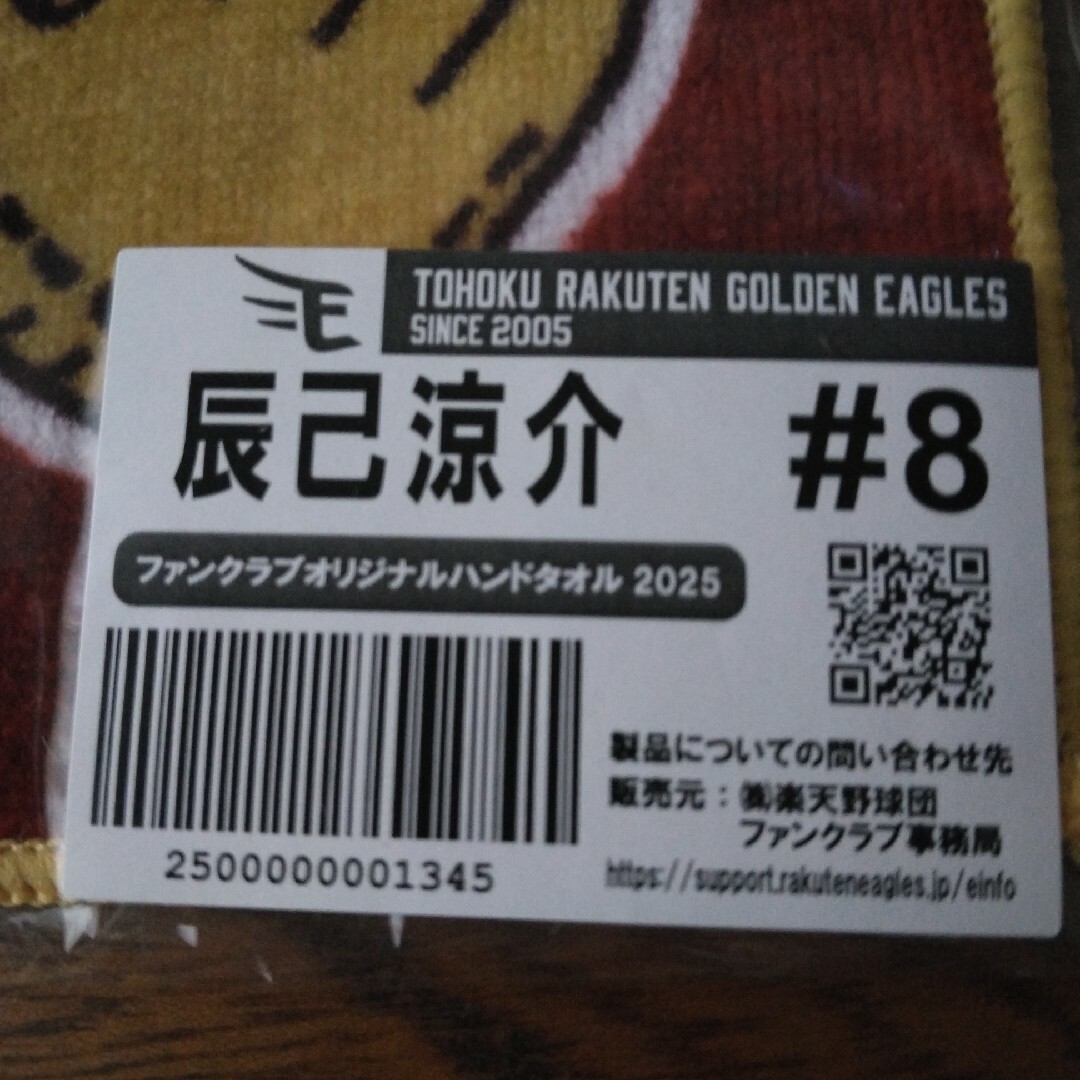 TOHOKU RAKUTEN GOLDEN EAGLES
SINCE 2005
辰己涼介 #8
ファンクラブオリジナルハンドタオル 2025
2500000001345
製品についての問い合わせ先
販売元：㈱楽天野球団
ファンクラブ事務局
https://support.rakuteneagles.jp/einfo